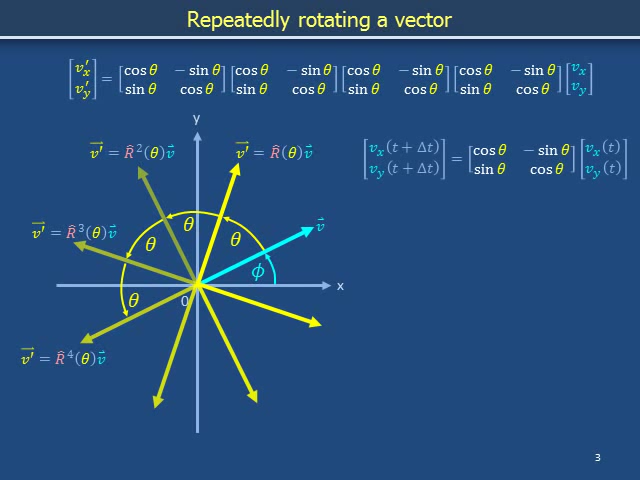 Repeatedly rotating a vector
[v′x v′y] = [cos θ − sin θ sin θ cos θ] [cos θ − sin θ sin θ cos θ] [cos θ − sin θ sin θ cos θ] [cos θ − sin θ sin θ cos θ] [vx vy]
y
v⃗′ = R̂²(θ)v⃗
v⃗′ = R̂(θ)v⃗
[vx(t + Δt) vy(t + Δt)] = [cos θ − sin θ sin θ cos θ] [vx(t) vy(t)]
v⃗′ = R̂³(θ)v⃗
θ
θ
θ
v⃗
ϕ
x
0
θ
v⃗′ = R̂⁴(θ)v⃗
3